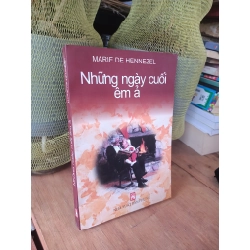 MARIE DE HENNEZEL
Những ngày cuối
êm ả